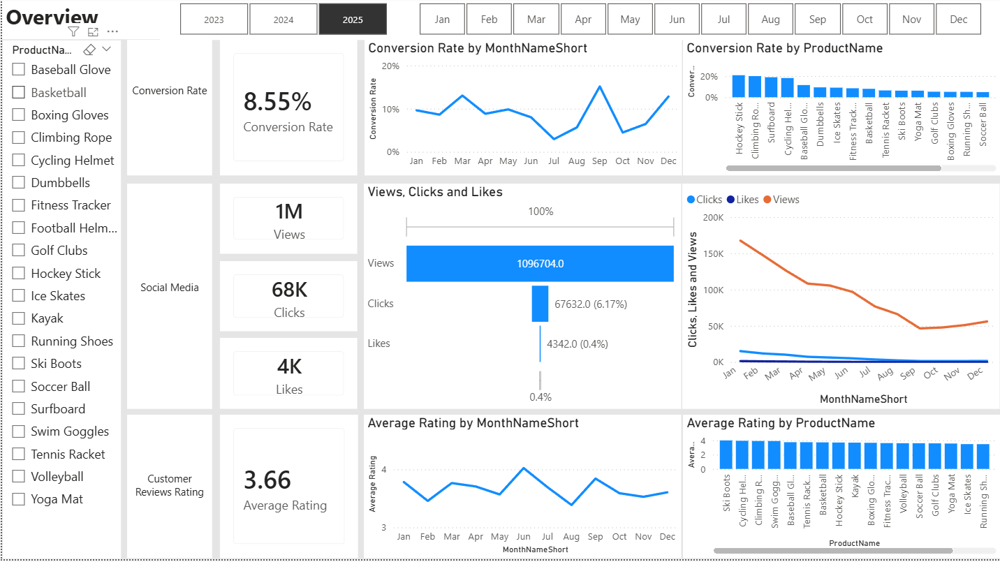 Overview
2023 2024 2025 Jan Feb Mar Apr May Jun Jul Aug Sep Oct Nov Dec
ProductNa...
Baseball Glove
Basketball
Boxing Gloves
Climbing Rope
Cycling Helmet
Dumbbells
Fitness Tracker
Football Helm...
Golf Clubs
Hockey Stick
Ice Skates
Kayak
Running Shoes
Ski Boots
Soccer Ball
Surfboard
Swim Goggles
Tennis Racket
Volleyball
Yoga Mat
Conversion Rate
8.55%
Conversion Rate
Conversion Rate by MonthNameShort
Conversion Rate
20%
10%
0%
Jan Feb Mar Apr May Jun Jul Aug Sep Oct Nov Dec
Conversion Rate by ProductName
Conver...
20%
0%
Hockey Stick
Climbing Ro...
Surfboard
Cycling Hel...
Baseball Glo...
Dumbbells
Ice Skates
Fitness Track...
Basketball
Tennis Racket
Ski Boots
Yoga Mat
Golf Clubs
Boxing Gloves
Running Sh...
Soccer Ball
Social Media
1M
Views
68K
Clicks
4K
Likes
Views, Clicks and Likes
100%
Views 1096704.0
Clicks 67632.0 (6.17%)
Likes 4342.0 (0.4%)
0.4%
Clicks Likes Views
Clicks, Likes and Views
200K
150K
100K
50K
0K
Jan Feb Mar Apr May Jun Jul Aug Sep Oct Nov Dec
MonthNameShort
Customer
Reviews Rating
3.66
Average Rating
Average Rating by MonthNameShort
Average Rating
4
3
Jan Feb Mar Apr May Jun Jul Aug Sep Oct Nov Dec
MonthNameShort
Average Rating by ProductName
Avera...
4
2
0
Ski Boots
Cycling Hel...
Climbing R...
Swim Gogg...
Baseball Gl...
Tennis Rack...
Basketball
Hockey Stick
Kayak
Boxing Glo...
Fitness Trac...
Volleyball
Soccer Ball
Golf Clubs
Yoga Mat
Ice Skates
Running Sh...
ProductName